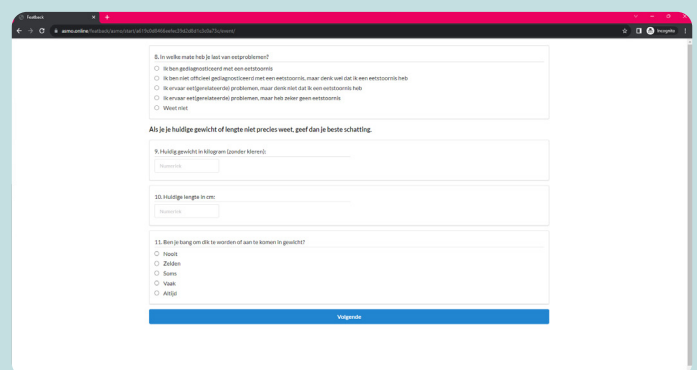 Feedback
Incognito
8. In welke mate heb je last van eetproblemen?
Ik ben gediagnosticeerd met een eetstoornis
Ik ben niet officieel gediagnosticeerd met een eetstoornis, maar denk wel dat ik een eetstoornis heb
Ik ervaar eet(gerelateerde) problemen, maar denk niet dat ik een eetstoornis heb
Ik ervaar eet(gerelateerde) problemen, maar heb zeker geen eetstoornis
Weet niet
Als je je huidige gewicht of lengte niet precies weet, geef dan je beste schatting.
9. Huidig gewicht in kilogram (zonder kleren):
Numeriek
10. Huidige lengte in cm:
Numeriek
11. Ben je bang om dik te worden of aan te komen in gewicht?
Nooit
Zelden
Soms
Vaak
Altijd
Volgende